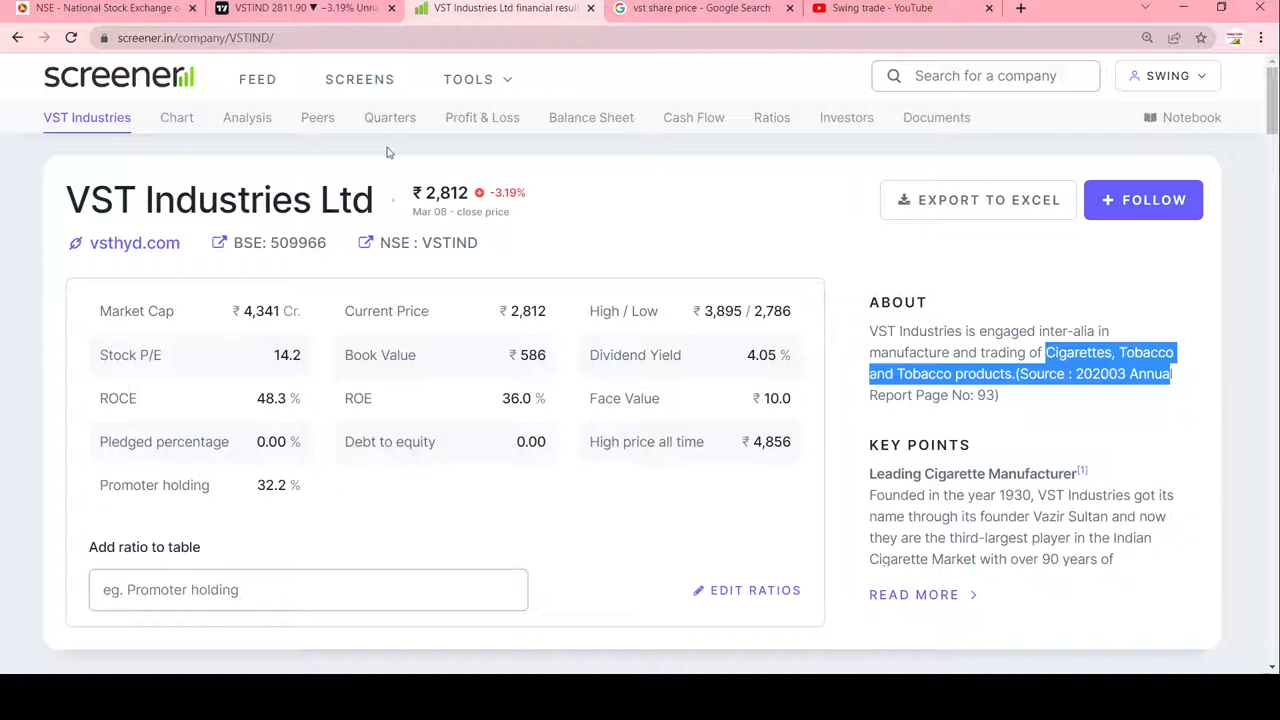 NSE - National Stock Exchange o
VSTIND 2811.90 ▼ −3.19% Unna
VST Industries Ltd financial result
vst share price - Google Search
Swing trade - YouTube
screener.in/company/VSTIND/
screener
FEED
SCREENS
TOOLS
Search for a company
SWING
VST Industries
Chart
Analysis
Peers
Quarters
Profit & Loss
Balance Sheet
Cash Flow
Ratios
Investors
Documents
Notebook
VST Industries Ltd
₹ 2,812 -3.19%
Mar 08 - close price
EXPORT TO EXCEL
+ FOLLOW
vsthyd.com
BSE: 509966
NSE : VSTIND
Market Cap ₹ 4,341 Cr.
Current Price ₹ 2,812
High / Low ₹ 3,895 / 2,786
Stock P/E 14.2
Book Value ₹ 586
Dividend Yield 4.05 %
ROCE 48.3 %
ROE 36.0 %
Face Value ₹ 10.0
Pledged percentage 0.00 %
Debt to equity 0.00
High price all time ₹ 4,856
Promoter holding 32.2 %
Add ratio to table
eg. Promoter holding
EDIT RATIOS
ABOUT
VST Industries is engaged inter-alia in
manufacture and trading of Cigarettes, Tobacco
and Tobacco products.(Source : 202003 Annual
Report Page No: 93)
KEY POINTS
Leading Cigarette Manufacturer[1]
Founded in the year 1930, VST Industries got its
name through its founder Vazir Sultan and now
they are the third-largest player in the Indian
Cigarette Market with over 90 years of
READ MORE